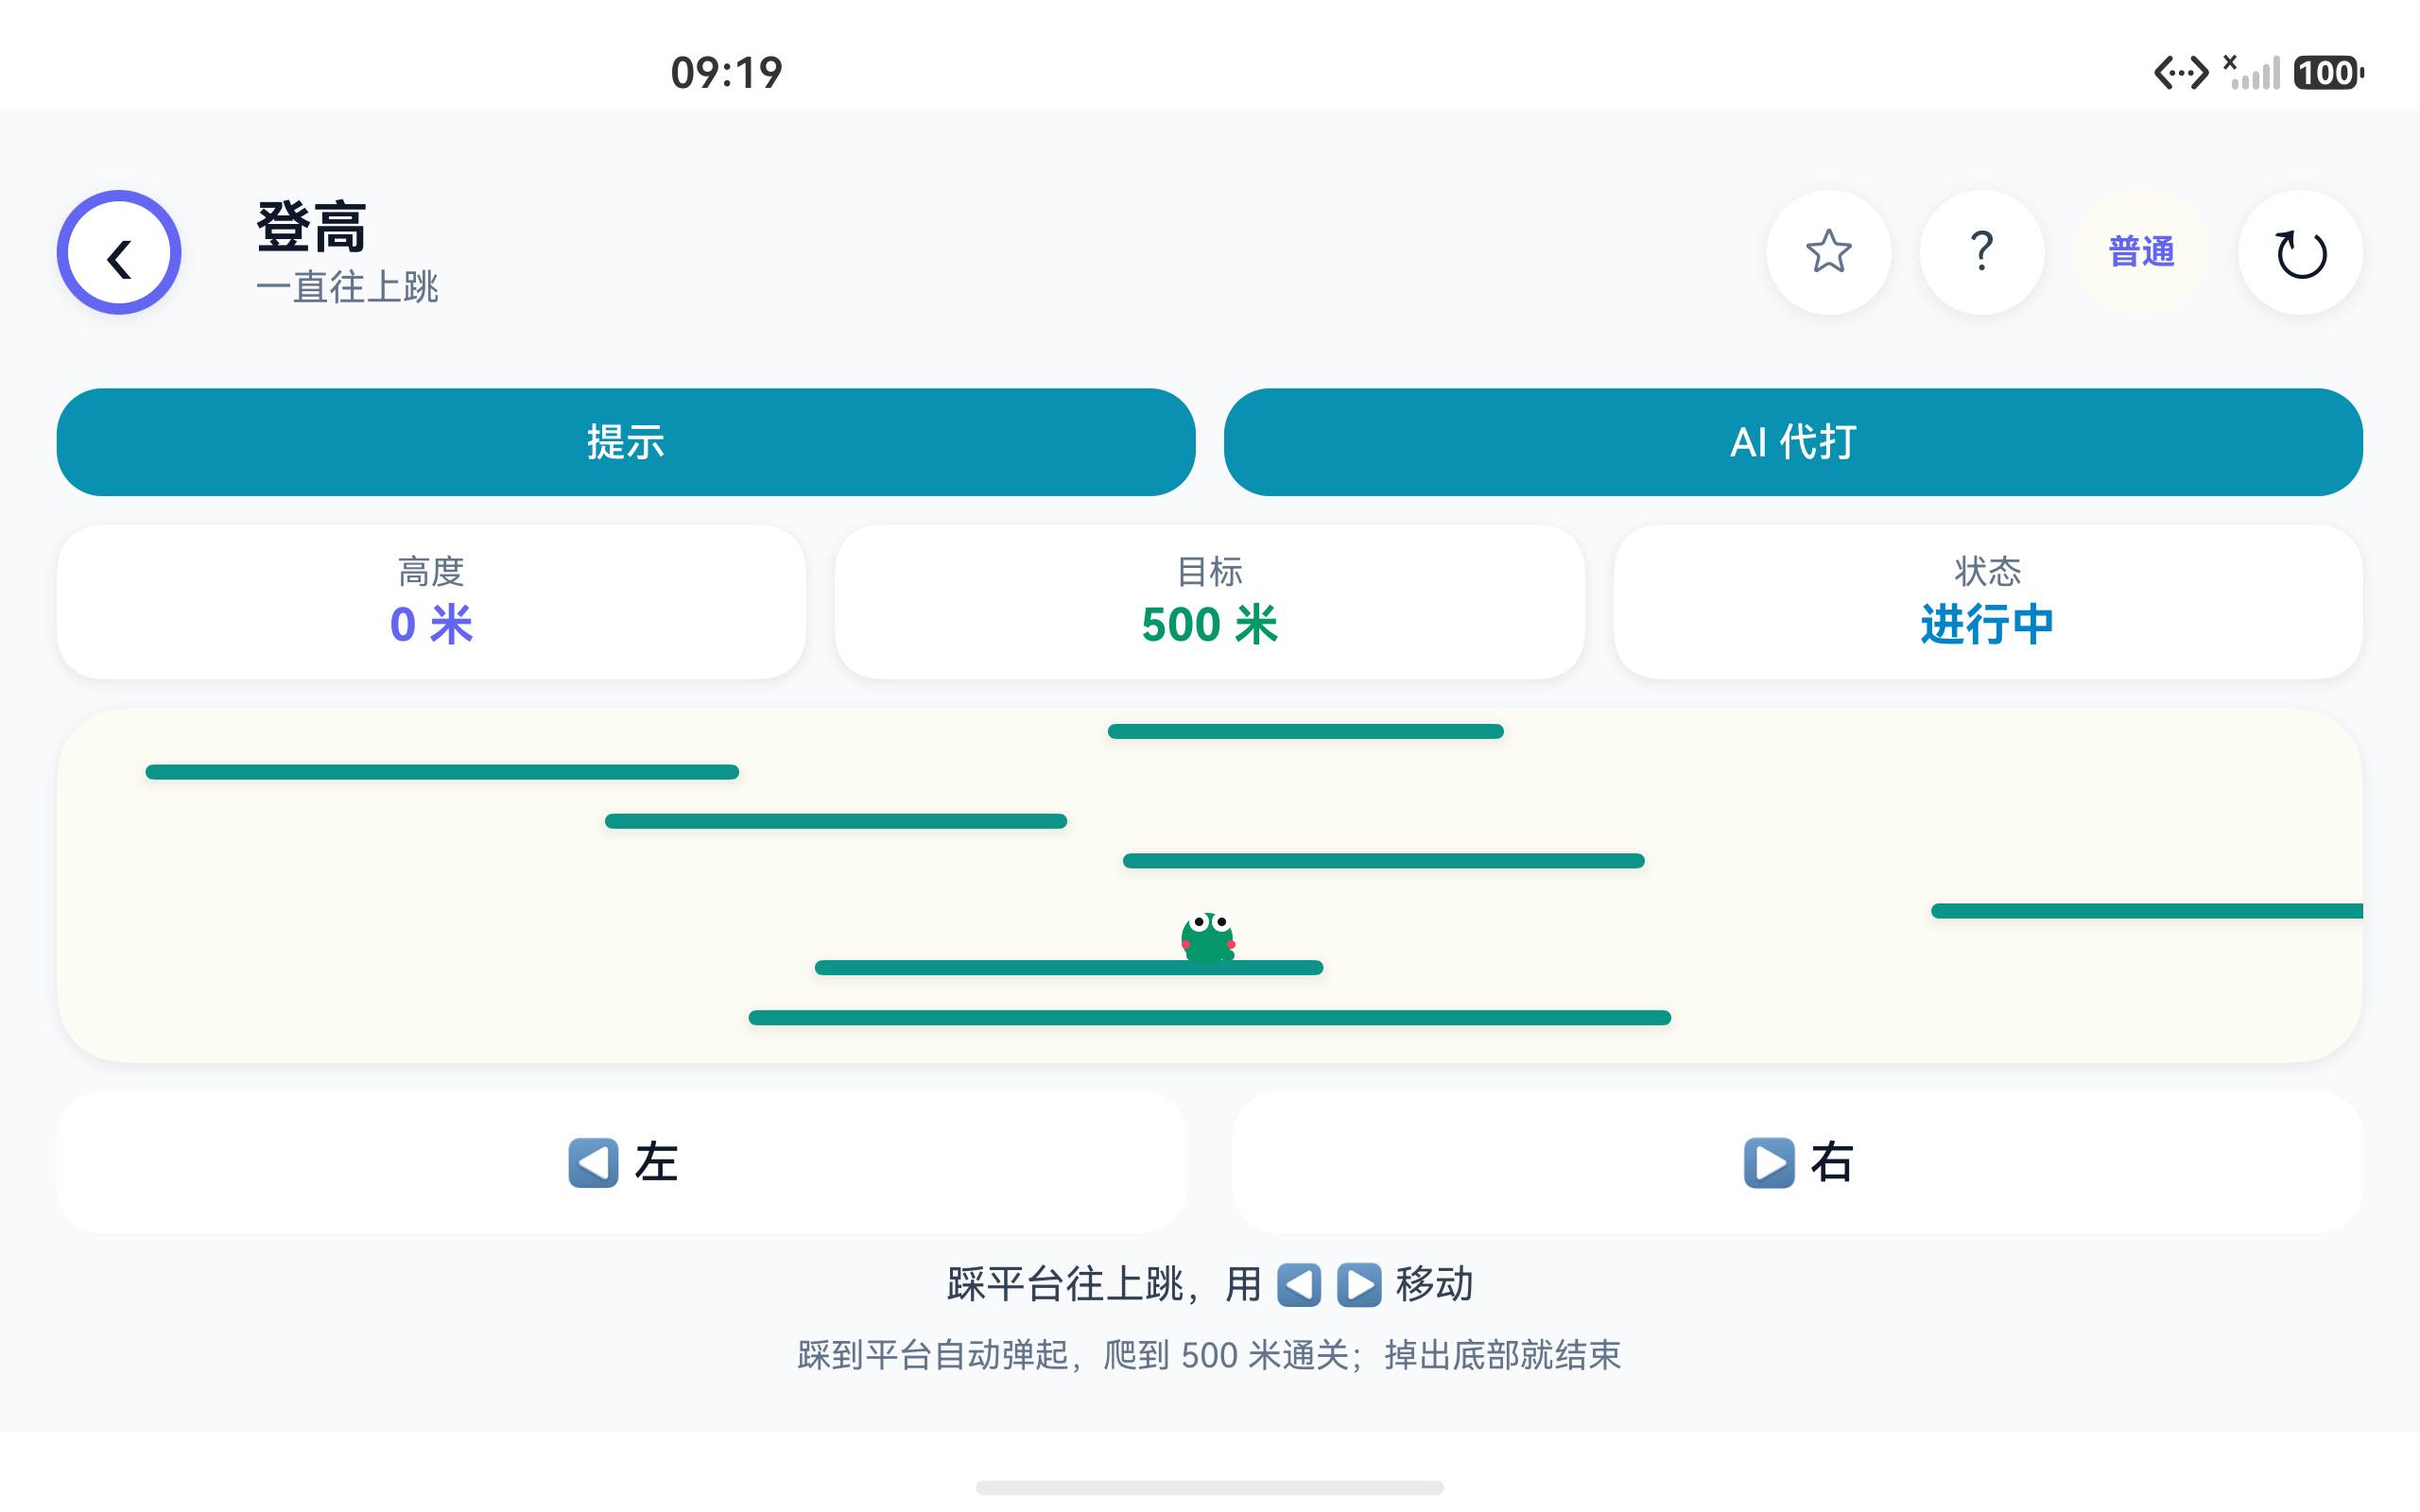 09:19
100
登高
一直往上跳
?
普通
提示
AI 代打
高度
0 米
目标
500 米
状态
进行中
◀ 左
▶ 右
踩平台往上跳，用 ◀ ▶ 移动
踩到平台自动弹起，爬到 500 米通关；掉出底部就结束